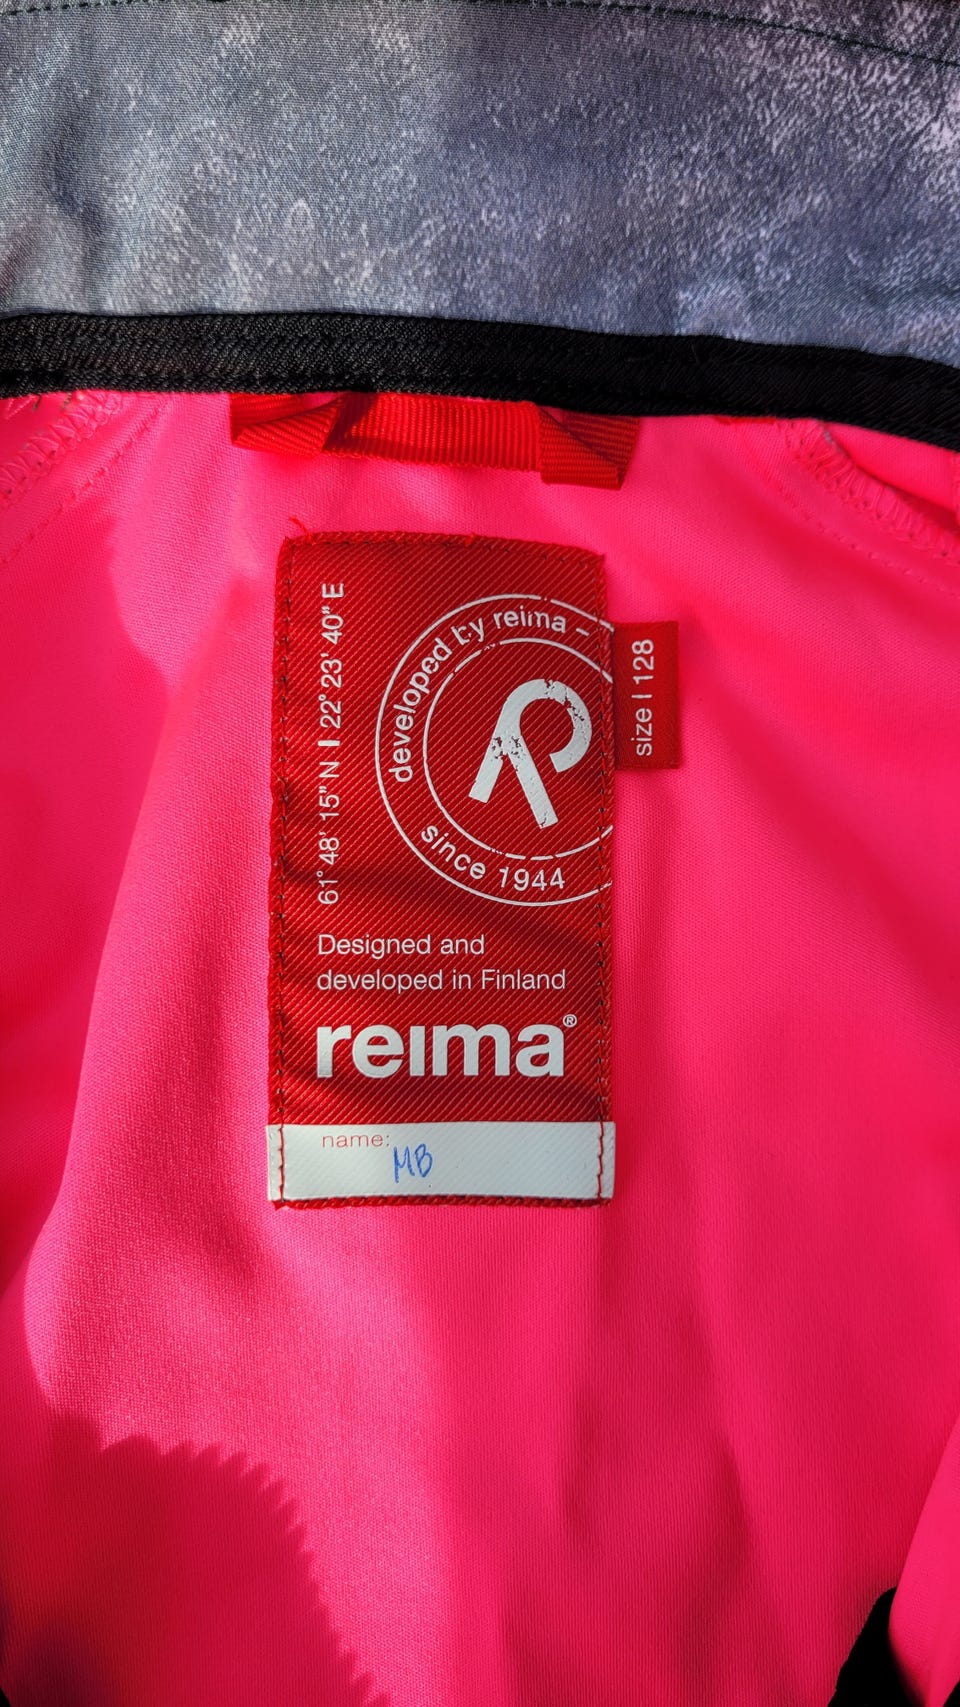 61° 48' 15" N | 22° 23' 40" E
developed by reima –
since 1944
size | 128
Designed and
developed in Finland
reima®
name:
MB